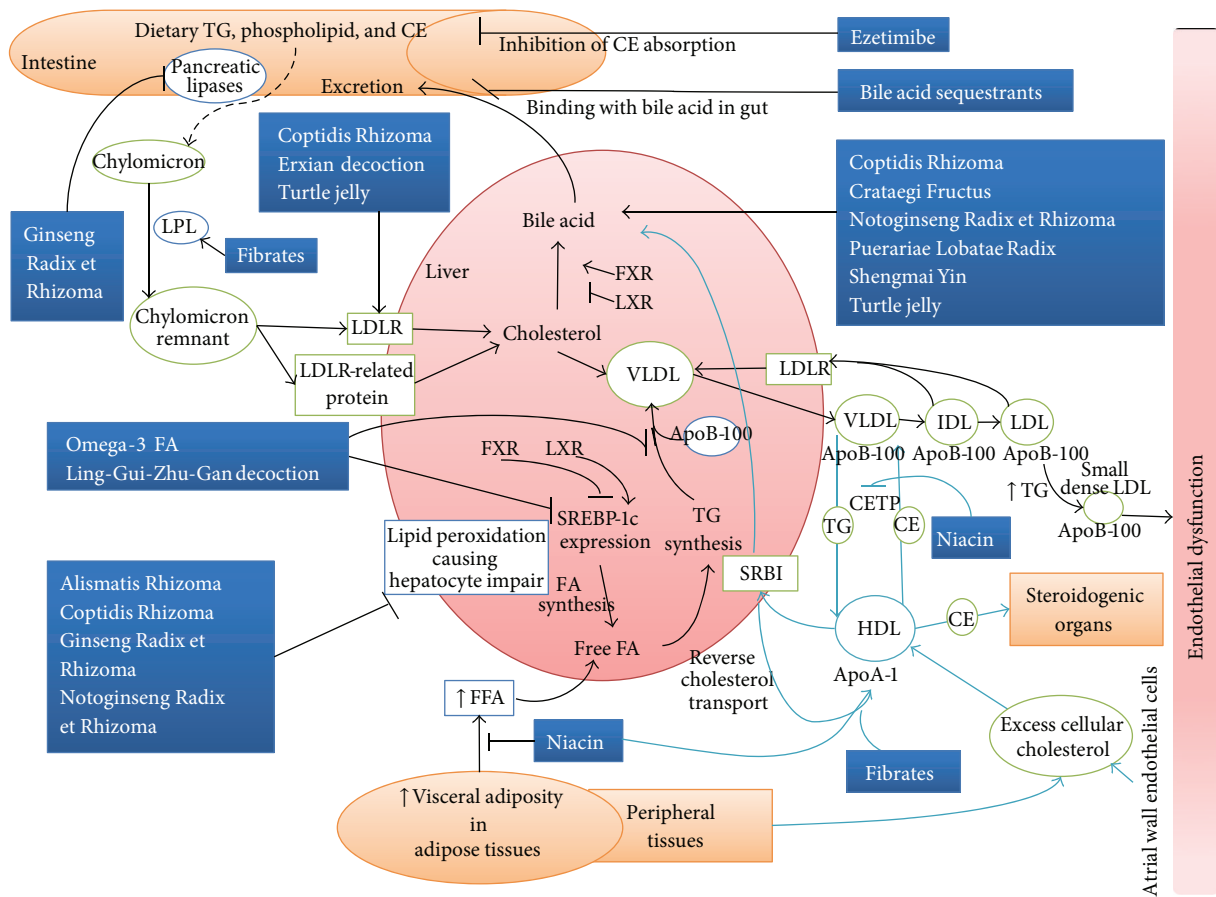 Dietary TG, phospholipid, and CE
Intestine
Pancreatic
lipases
Excretion
Inhibition of CE absorption
Ezetimibe
Binding with bile acid in gut
Bile acid sequestrants
Chylomicron
Coptidis Rhizoma
Erxian decoction
Turtle jelly
Coptidis Rhizoma
Crataegi Fructus
Notoginseng Radix et Rhizoma
Puerariae Lobatae Radix
Shengmai Yin
Turtle jelly
Ginseng
Radix et
Rhizoma
LPL
Fibrates
Bile acid
Liver
FXR
LXR
Chylomicron
remnant
LDLR
Cholesterol
LDLR-related
protein
VLDL
LDLR
VLDL
ApoB-100
IDL
ApoB-100
LDL
ApoB-100
ApoB-100
Omega-3 FA
Ling-Gui-Zhu-Gan decoction
FXR
LXR
↑ TG
Small
dense LDL
ApoB-100
CETP
TG
CE
Niacin
SREBP-1c
expression
TG
synthesis
Lipid peroxidation
causing
hepatocyte impair
Alismatis Rhizoma
Coptidis Rhizoma
Ginseng Radix et
Rhizoma
Notoginseng Radix
et Rhizoma
FA
synthesis
SRBI
HDL
ApoA-1
CE
Steroidogenic
organs
Free FA
Reverse
cholesterol
transport
↑ FFA
Niacin
Fibrates
Excess cellular
cholesterol
↑ Visceral adiposity
in
adipose tissues
Peripheral
tissues
Atrial wall endothelial cells
Endothelial dysfunction